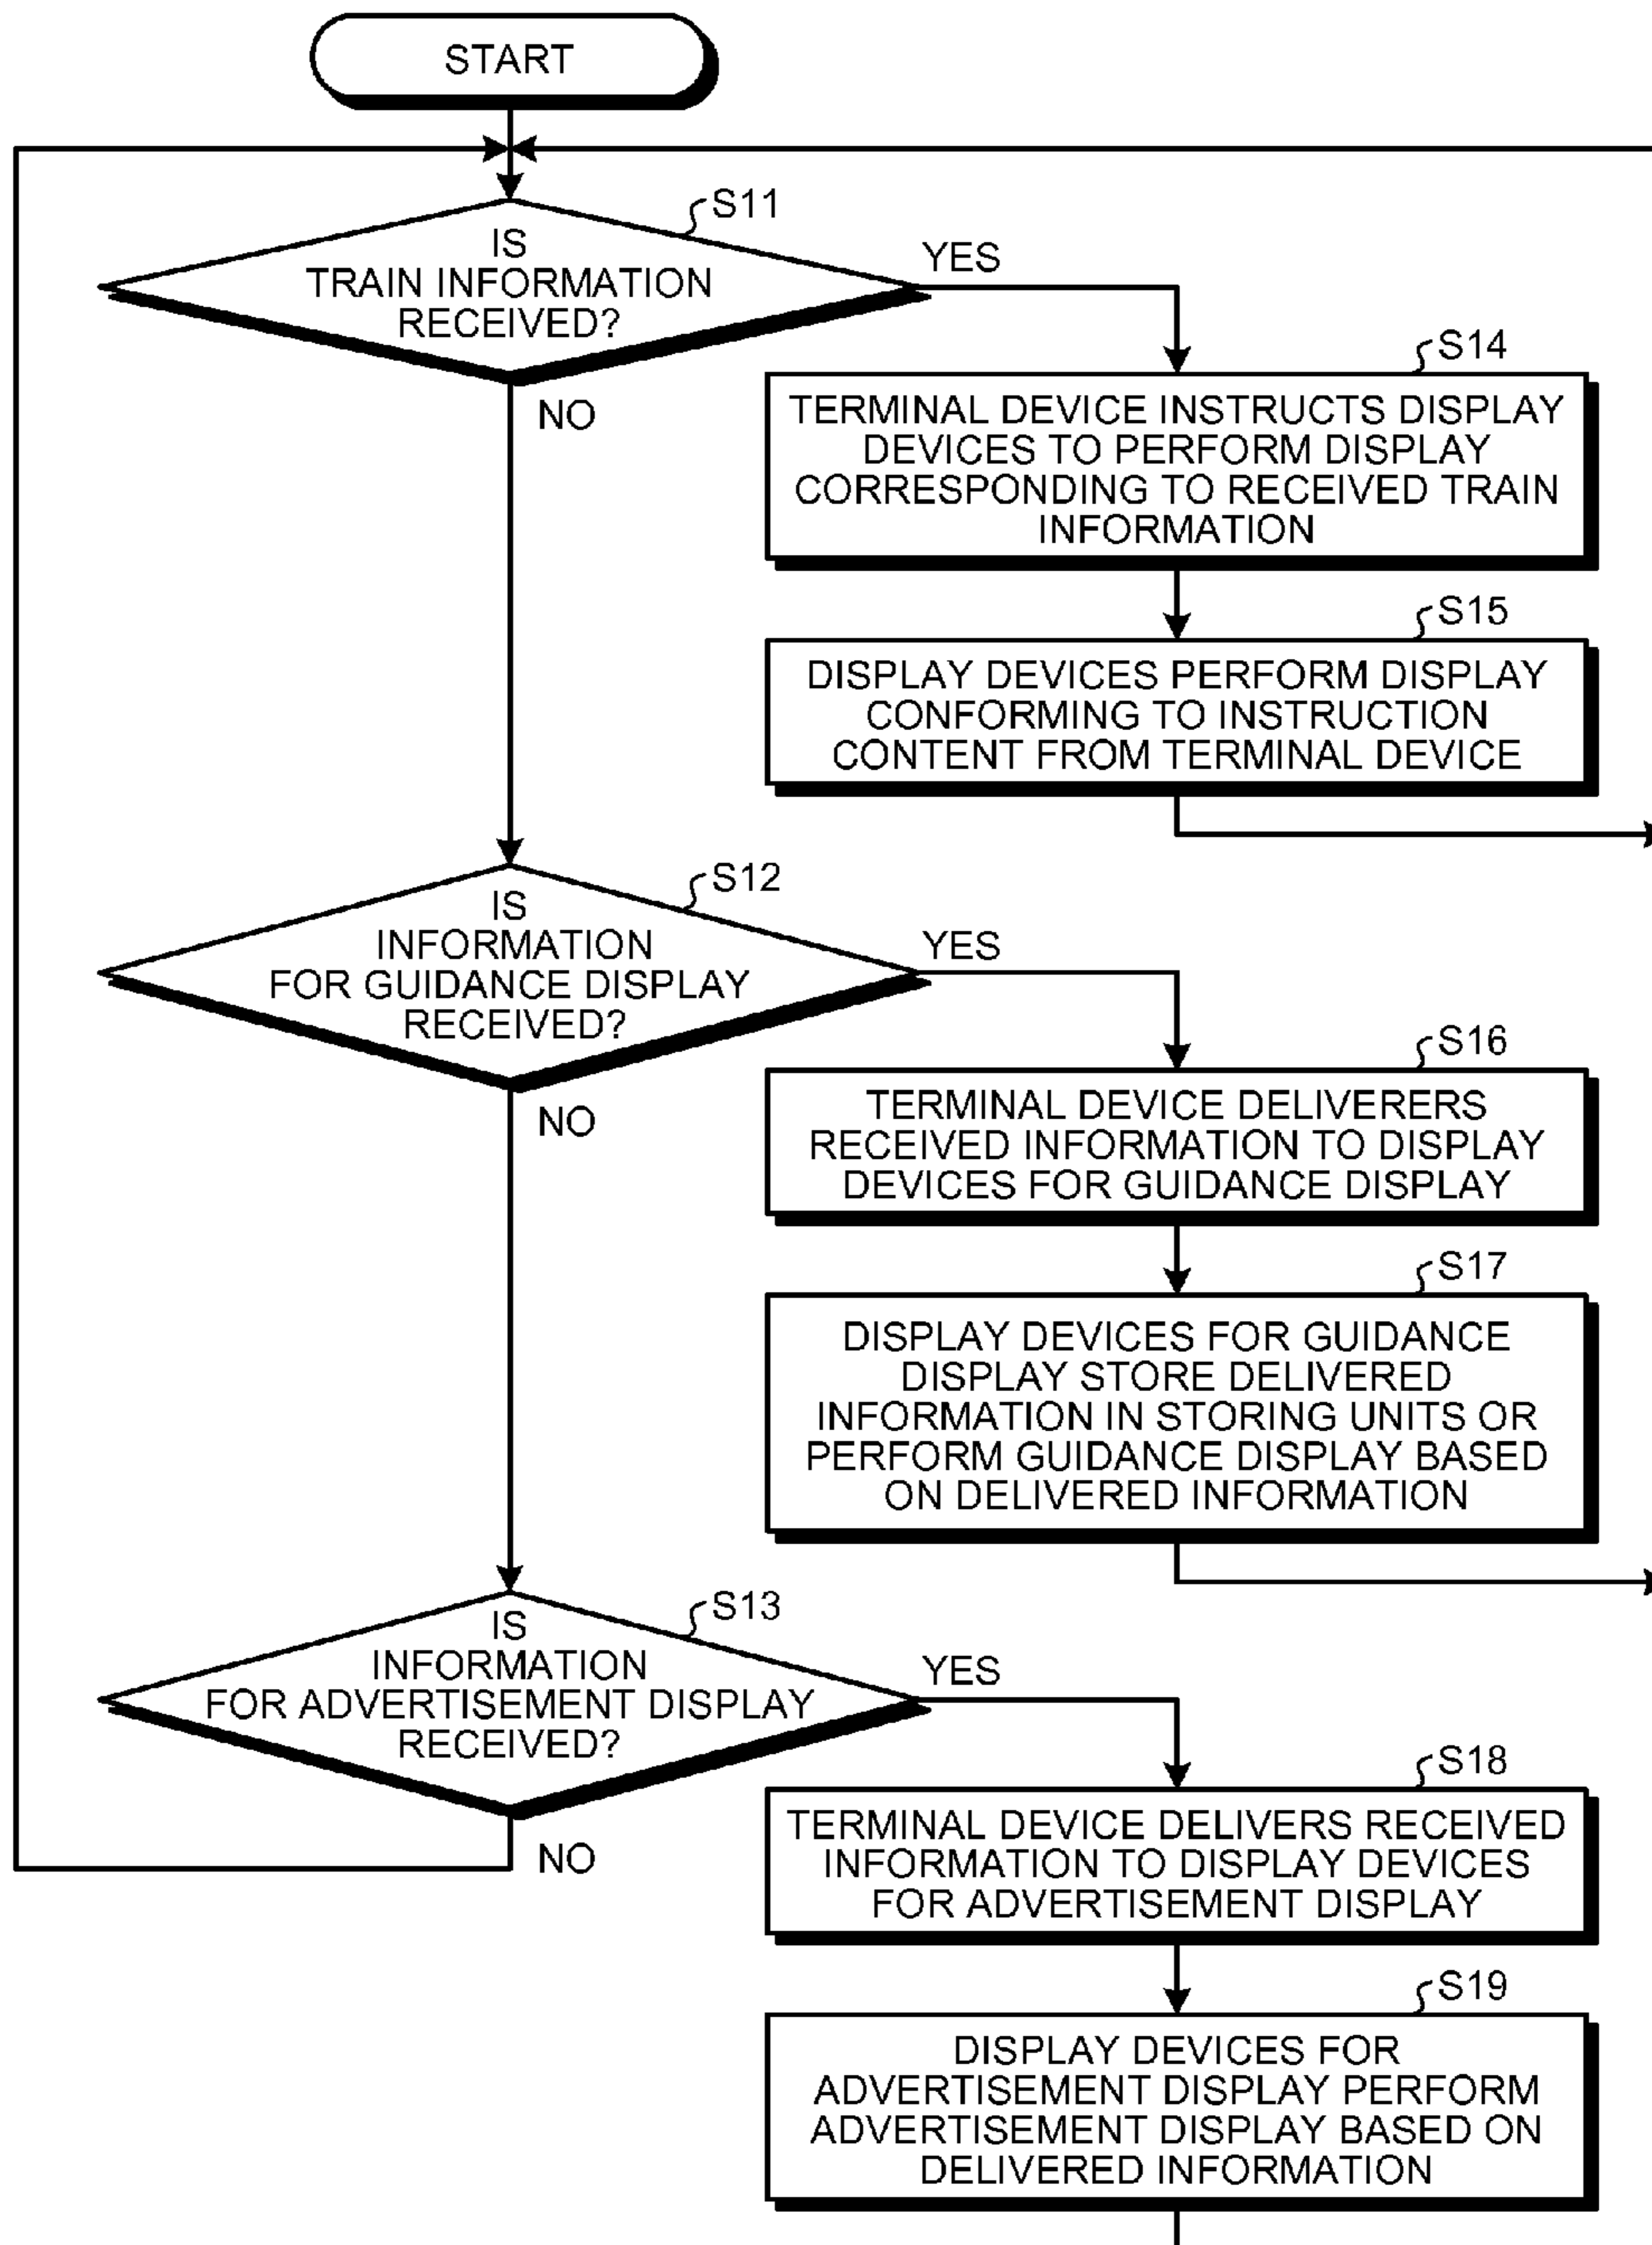 START
S11
IS
TRAIN INFORMATION
RECEIVED?
YES
NO
S14
TERMINAL DEVICE INSTRUCTS DISPLAY
DEVICES TO PERFORM DISPLAY
CORRESPONDING TO RECEIVED TRAIN
INFORMATION
S15
DISPLAY DEVICES PERFORM DISPLAY
CONFORMING TO INSTRUCTION
CONTENT FROM TERMINAL DEVICE
S12
IS
INFORMATION
FOR GUIDANCE DISPLAY
RECEIVED?
YES
NO
S16
TERMINAL DEVICE DELIVERERS
RECEIVED INFORMATION TO DISPLAY
DEVICES FOR GUIDANCE DISPLAY
S17
DISPLAY DEVICES FOR GUIDANCE
DISPLAY STORE DELIVERED
INFORMATION IN STORING UNITS OR
PERFORM GUIDANCE DISPLAY BASED
ON DELIVERED INFORMATION
S13
IS
INFORMATION
FOR ADVERTISEMENT DISPLAY
RECEIVED?
YES
NO
S18
TERMINAL DEVICE DELIVERS RECEIVED
INFORMATION TO DISPLAY DEVICES
FOR ADVERTISEMENT DISPLAY
S19
DISPLAY DEVICES FOR
ADVERTISEMENT DISPLAY PERFORM
ADVERTISEMENT DISPLAY BASED ON
DELIVERED INFORMATION